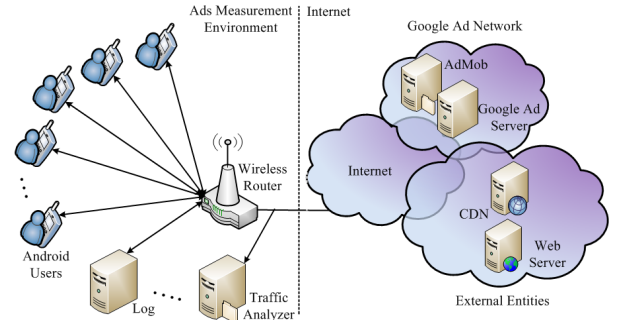 Ads Measurement
Environment
Internet
Google Ad Network
AdMob
Google Ad
Server
Wireless
Router
Internet
CDN
Web
Server
Android
Users
Log
Traffic
Analyzer
External Entities